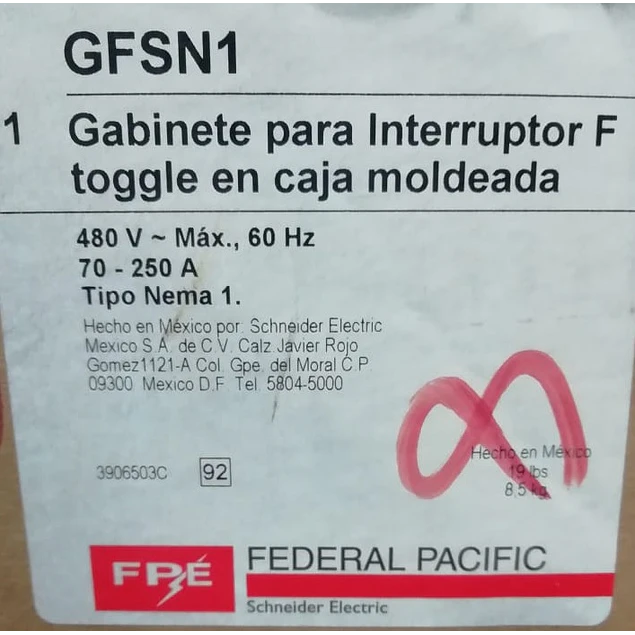 GFSN1
1 Gabinete para Interruptor F
toggle en caja moldeada
480 V ~ Máx., 60 Hz
70 - 250 A
Tipo Nema 1.
Hecho en México por: Schneider Electric
Mexico S.A. de C.V. Calz.Javier Rojo
Gomez1121-A Col. Gpe. del Moral C.P.
09300 Mexico D.F. Tel. 5804-5000
Hecho en México
19 lbs
8.5 kg
3906503C 92
FPE FEDERAL PACIFIC
Schneider Electric